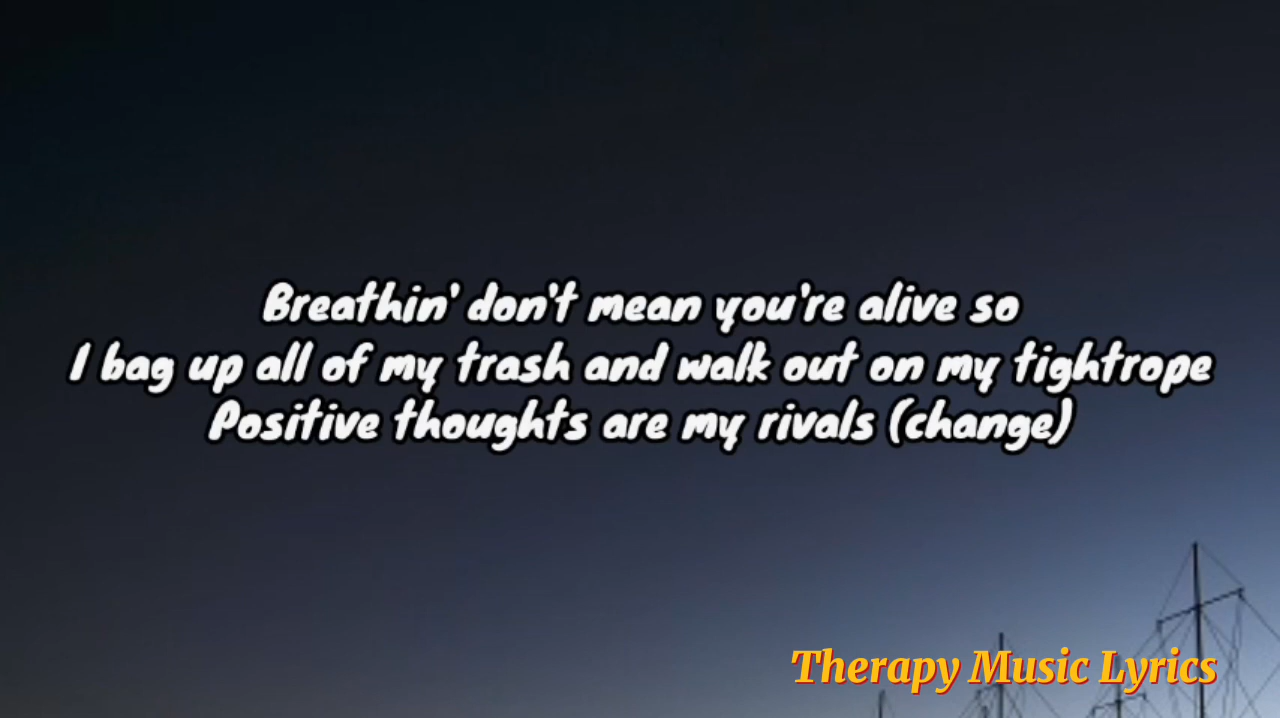 Breathin' don't mean you're alive so
I bag up all of my trash and walk out on my tightrope
Positive thoughts are my rivals (change)
Therapy Music Lyrics